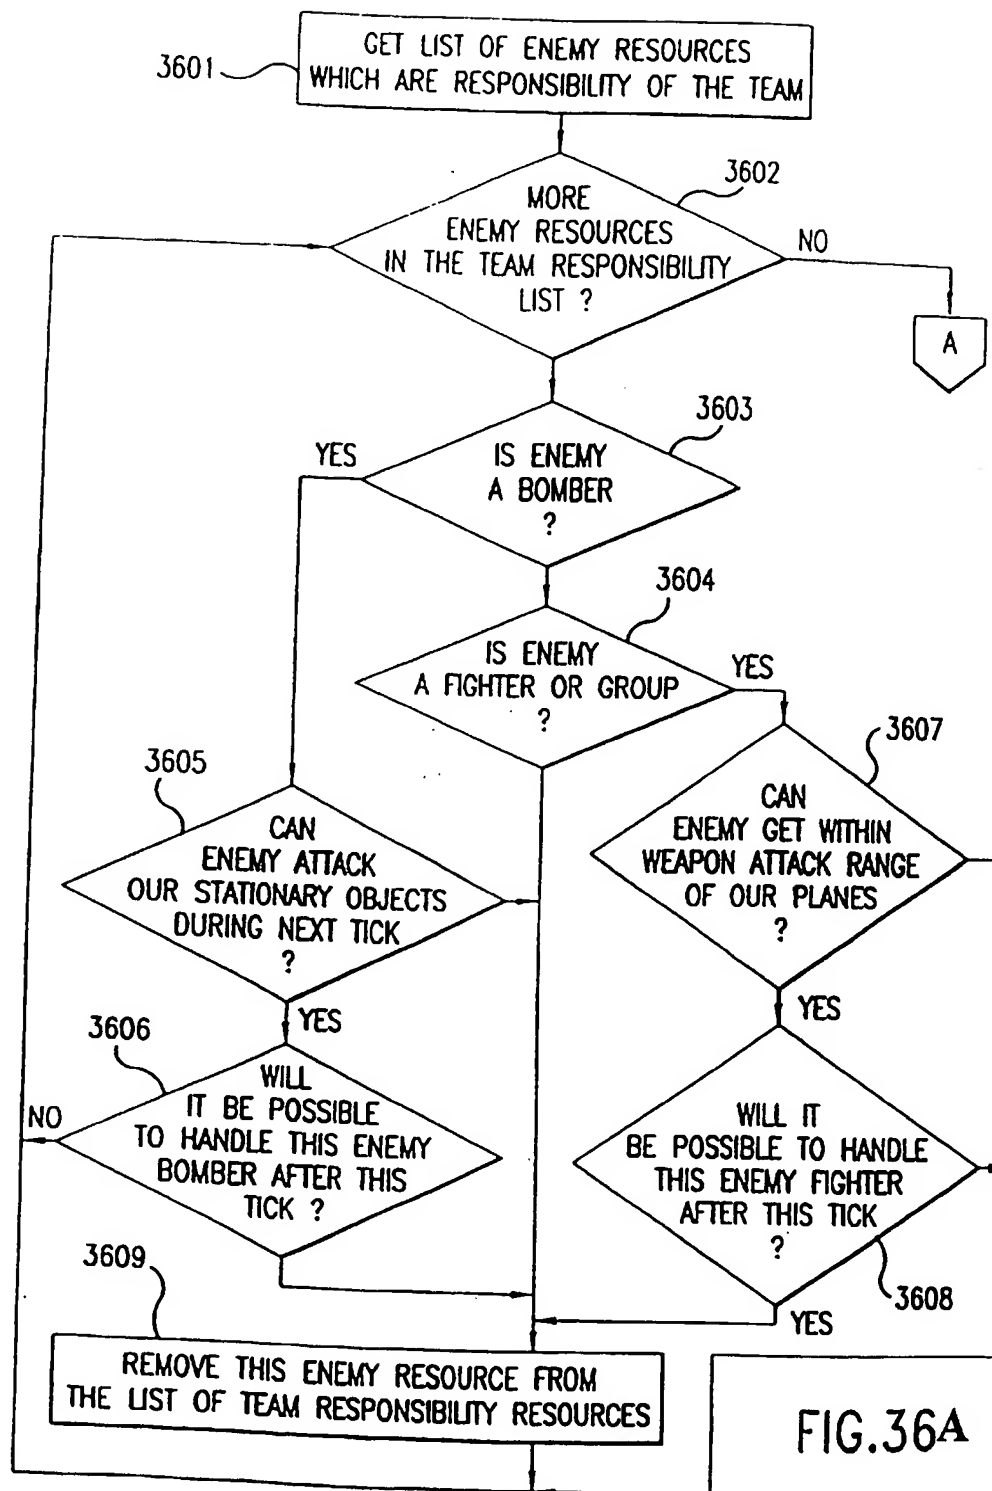 GET LIST OF ENEMY RESOURCES
WHICH ARE RESPONSIBILITY OF THE TEAM
3601
3602
MORE
ENEMY RESOURCES
IN THE TEAM RESPONSIBILITY
LIST ?
NO
A
3603
YES
IS ENEMY
A BOMBER
?
3604
IS ENEMY
A FIGHTER OR GROUP
?
YES
3605
CAN
ENEMY ATTACK
OUR STATIONARY OBJECTS
DURING NEXT TICK
?
YES
3607
CAN
ENEMY GET WITHIN
WEAPON ATTACK RANGE
OF OUR PLANES
?
YES
3606
NO
WILL
IT BE POSSIBLE
TO HANDLE THIS ENEMY
BOMBER AFTER THIS
TICK ?
WILL IT
BE POSSIBLE TO HANDLE
THIS ENEMY FIGHTER
AFTER THIS TICK
?
3608
YES
3609
REMOVE THIS ENEMY RESOURCE FROM
THE LIST OF TEAM RESPONSIBILITY RESOURCES
FIG.36A